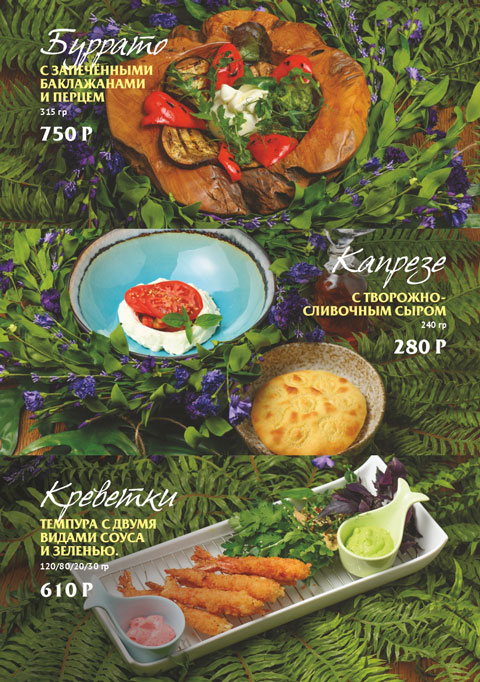 Буррато
С ЗАПЕЧЁННЫМИ
БАКЛАЖАНАМИ
И ПЕРЦЕМ
315 гр
750 Р
Капрезе
С ТВОРОЖНО-
СЛИВОЧНЫМ СЫРОМ
240 гр
280 Р
Креветки
ТЕМПУРА С ДВУМЯ
ВИДАМИ СОУСА
И ЗЕЛЕНЬЮ.
120/80/20/30 гр
610 Р